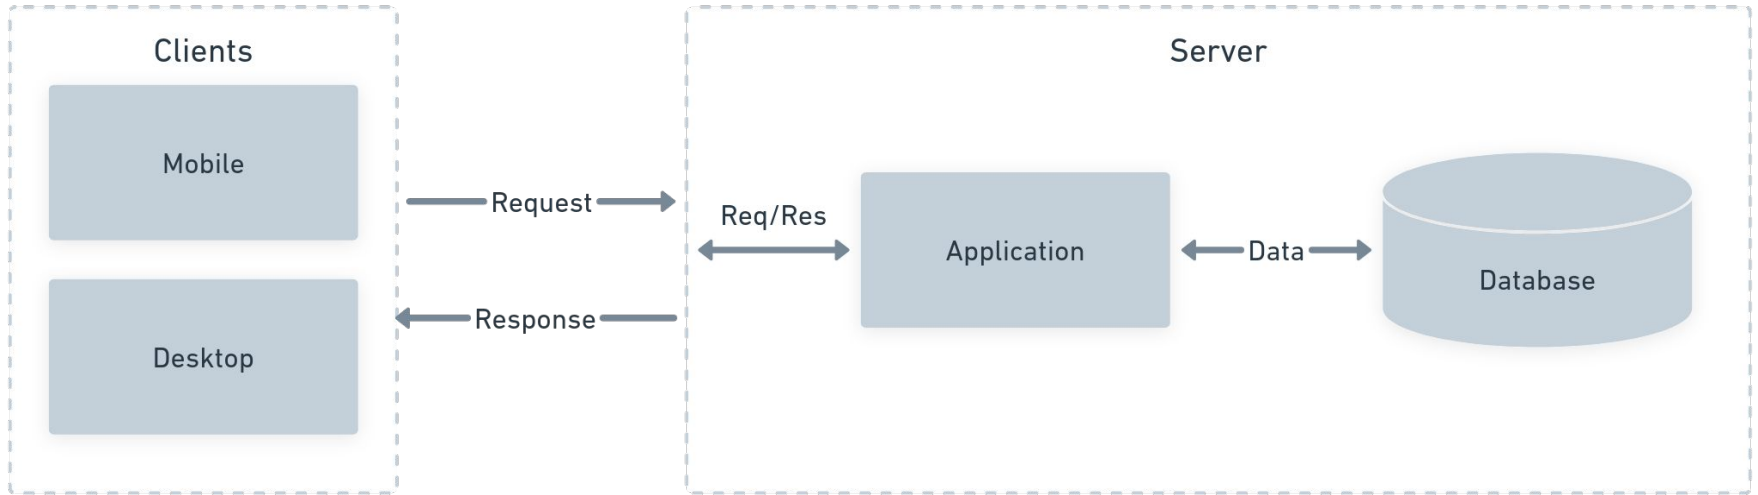 Clients
Mobile
Desktop
Request
Response
Server
Req/Res
Application
Data
Database